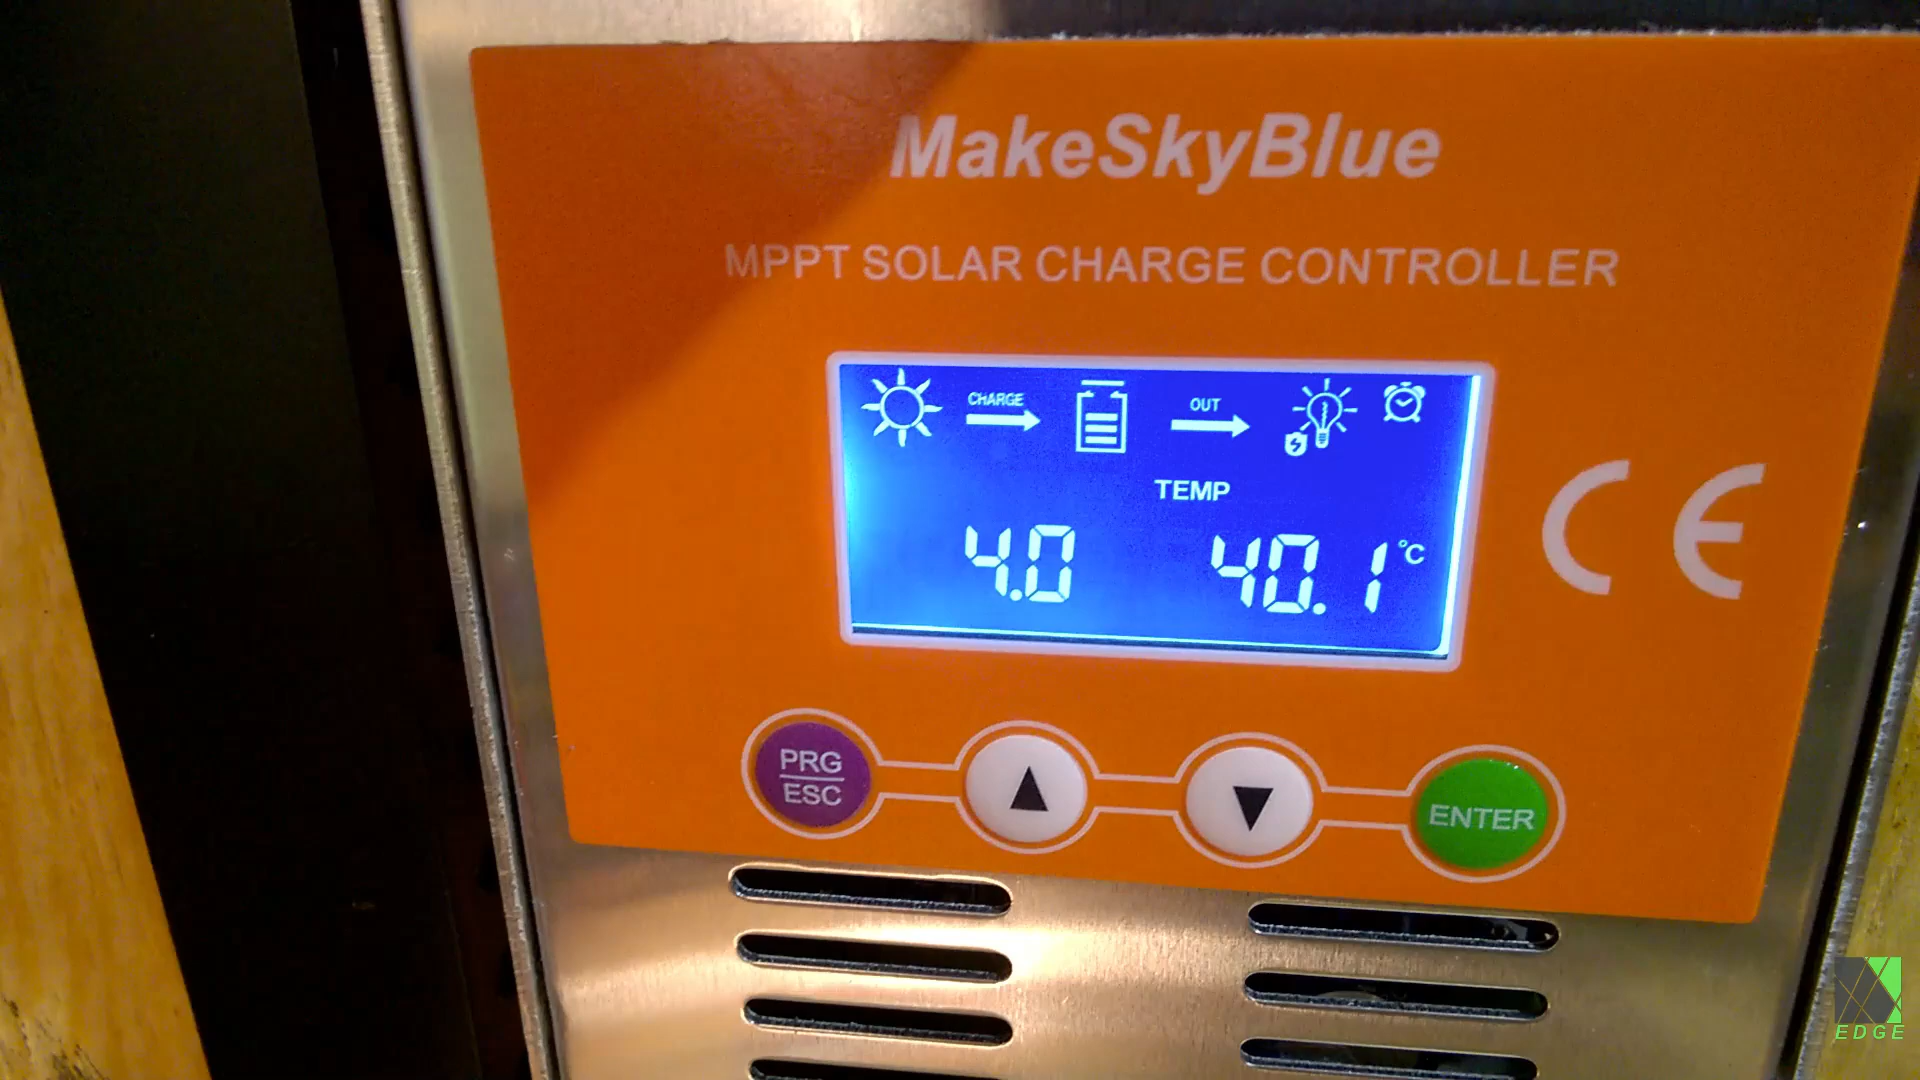 MakeSkyBlue
MPPT SOLAR CHARGE CONTROLLER
CHARGE
OUT
TEMP
4.0
40.1 °C
CE
PRG
ESC
ENTER
EDGE